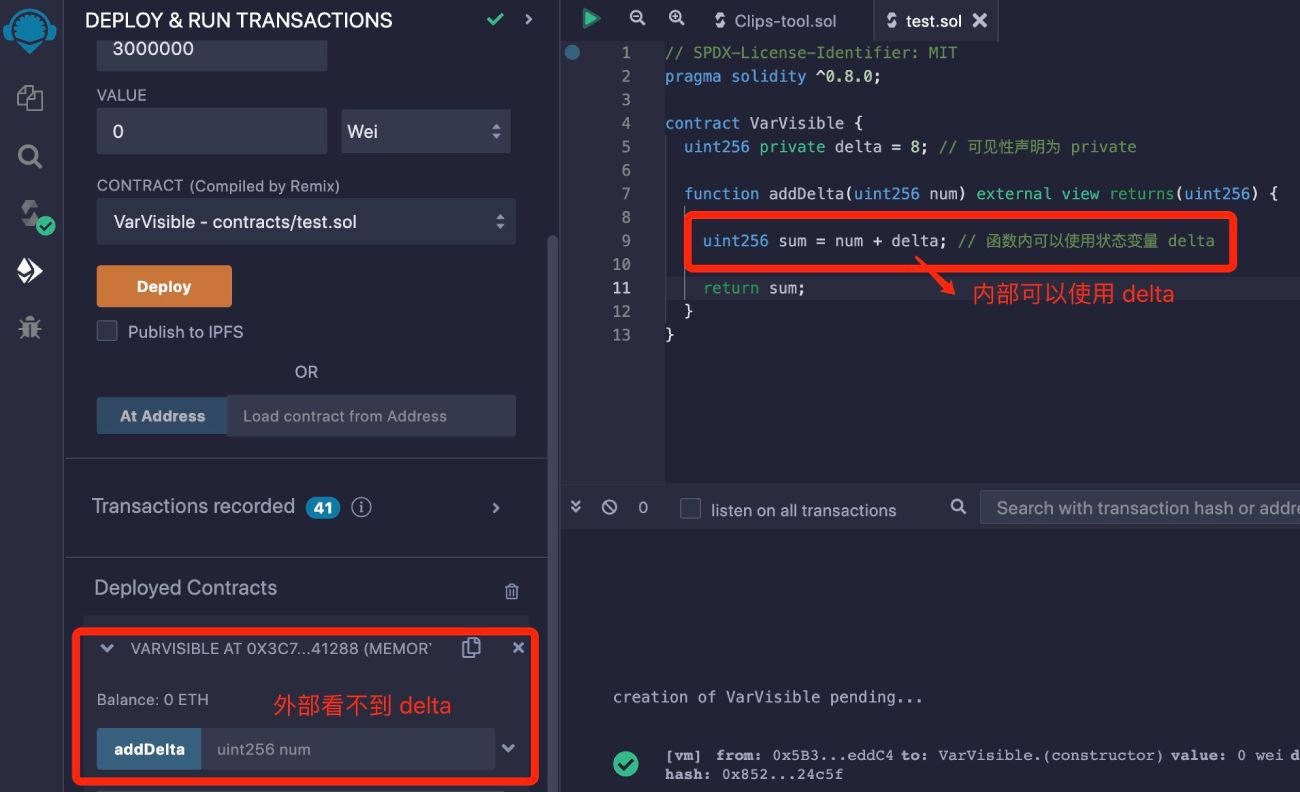 DEPLOY & RUN TRANSACTIONS
3000000
VALUE
0
Wei
CONTRACT (Compiled by Remix)
VarVisible - contracts/test.sol
Deploy
Publish to IPFS
OR
At Address
Load contract from Address
Transactions recorded 41 i
Deployed Contracts
VARVISIBLE AT 0X3C7...41288 (MEMOR
Balance: 0 ETH
外部看不到 delta
addDelta
uint256 num
Clips-tool.sol
test.sol
1 // SPDX-License-Identifier: MIT
2 pragma solidity ^0.8.0;
3
4 contract VarVisible {
5 uint256 private delta = 8; // 可见性声明为 private
6
7 function addDelta(uint256 num) external view returns(uint256) {
8
9 uint256 sum = num + delta; // 函数内可以使用状态变量 delta
10
内部可以使用 delta
11 return sum;
12 }
13 }
0
listen on all transactions
Search with transaction hash or addre
creation of VarVisible pending...
[vm] from: 0x5B3...eddC4 to: VarVisible.(constructor) value: 0 wei d
hash: 0x852...24c5f